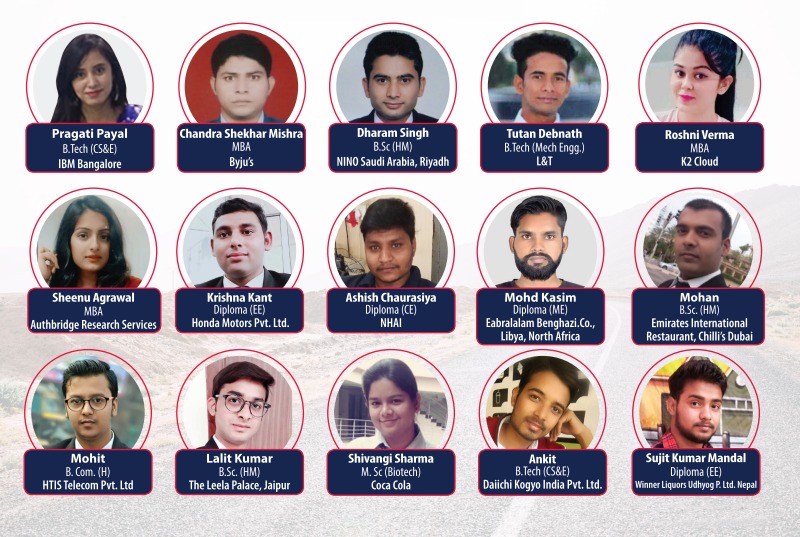 Pragati Payal
B.Tech (CS&E)
IBM Bangalore
Chandra Shekhar Mishra
MBA
Byju's
Dharam Singh
B.Sc (HM)
NINO Saudi Arabia, Riyadh
Tutan Debnath
B.Tech (Mech Engg.)
L&T
Roshni Verma
MBA
K2 Cloud
Sheenu Agrawal
MBA
Authbridge Research Services
Krishna Kant
Diploma (EE)
Honda Motors Pvt. Ltd.
Ashish Chaurasiya
Diploma (CE)
NHAI
Mohd Kasim
Diploma (ME)
Eabralalam Benghazi.Co.,
Libya, North Africa
Mohan
B.Sc. (HM)
Emirates International
Restaurant, Chilli's Dubai
Mohit
B. Com. (H)
HTIS Telecom Pvt. Ltd
Lalit Kumar
B.Sc. (HM)
The Leela Palace, Jaipur
Shivangi Sharma
M. Sc (Biotech)
Coca Cola
Ankit
B.Tech (CS&E)
Daiichi Kogyo India Pvt. Ltd.
Sujit Kumar Mandal
Diploma (EE)
Winner Liquors Udhyog P. Ltd. Nepal